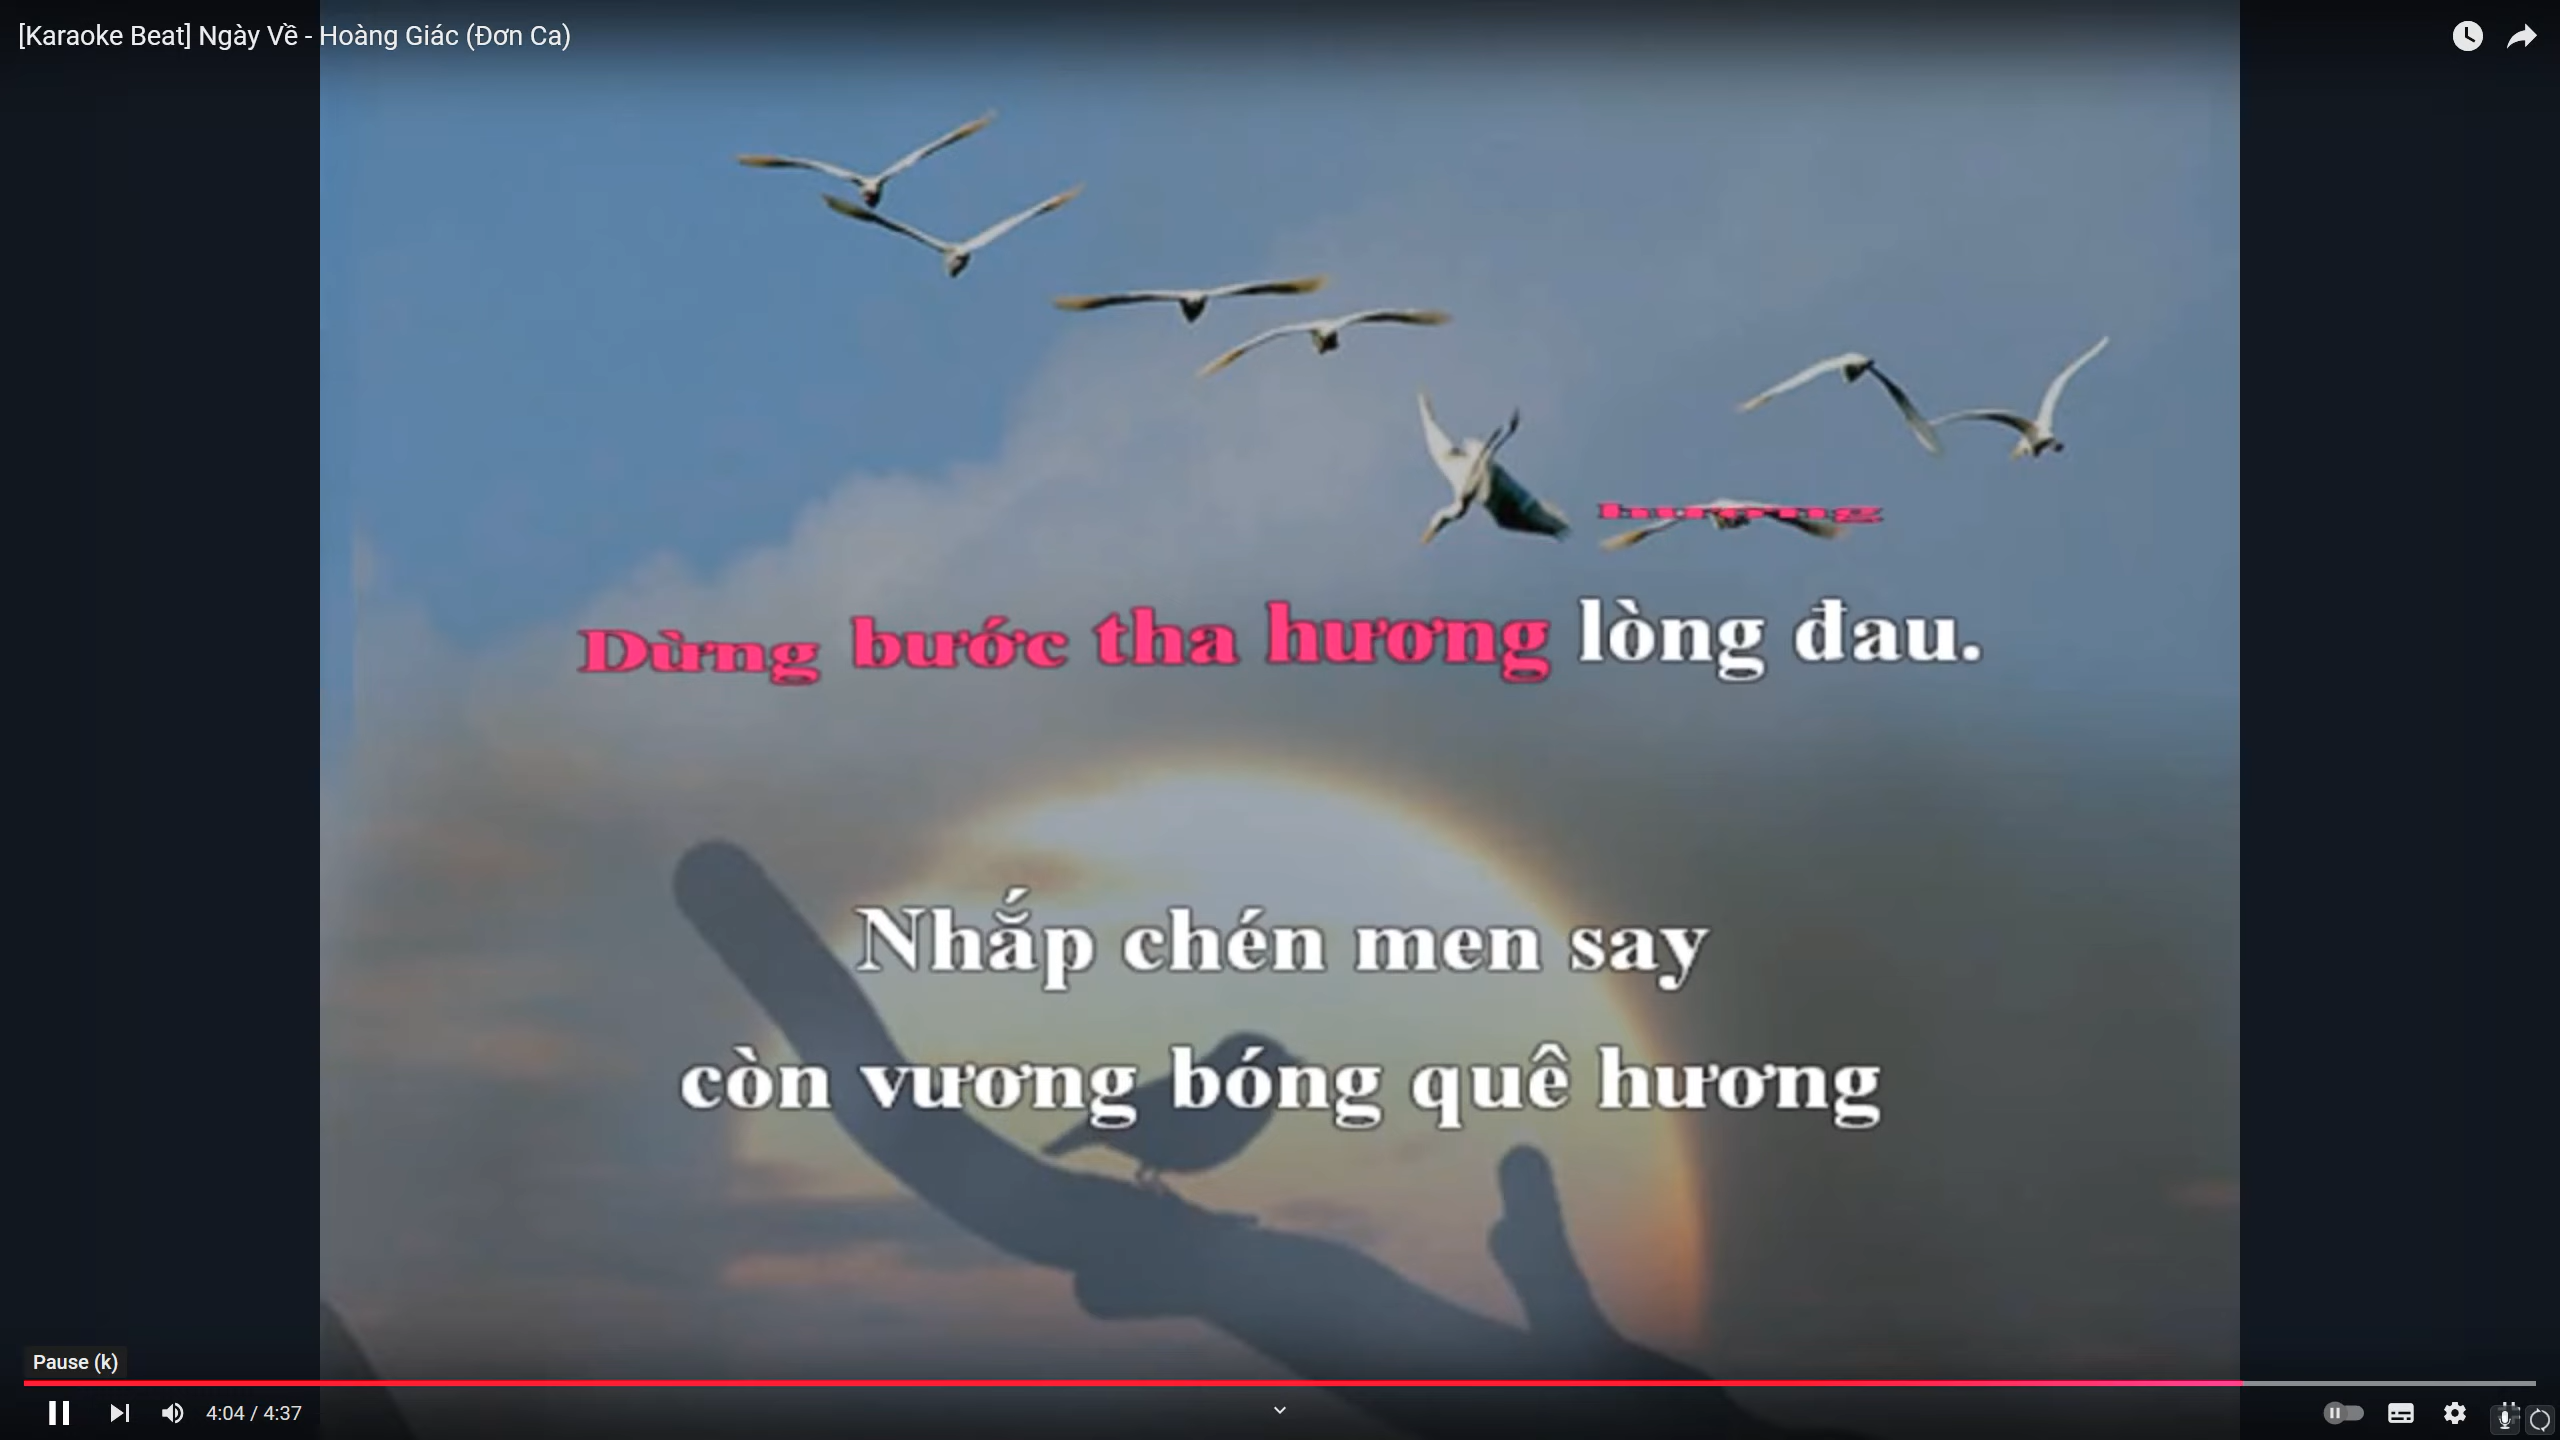 [Karaoke Beat] Ngày Về - Hoàng Giác (Đơn Ca)
hương
Dừng bước tha hương lòng đau.
Nhắp chén men say
còn vương bóng quê hương
Pause (k)
4:04 / 4:37